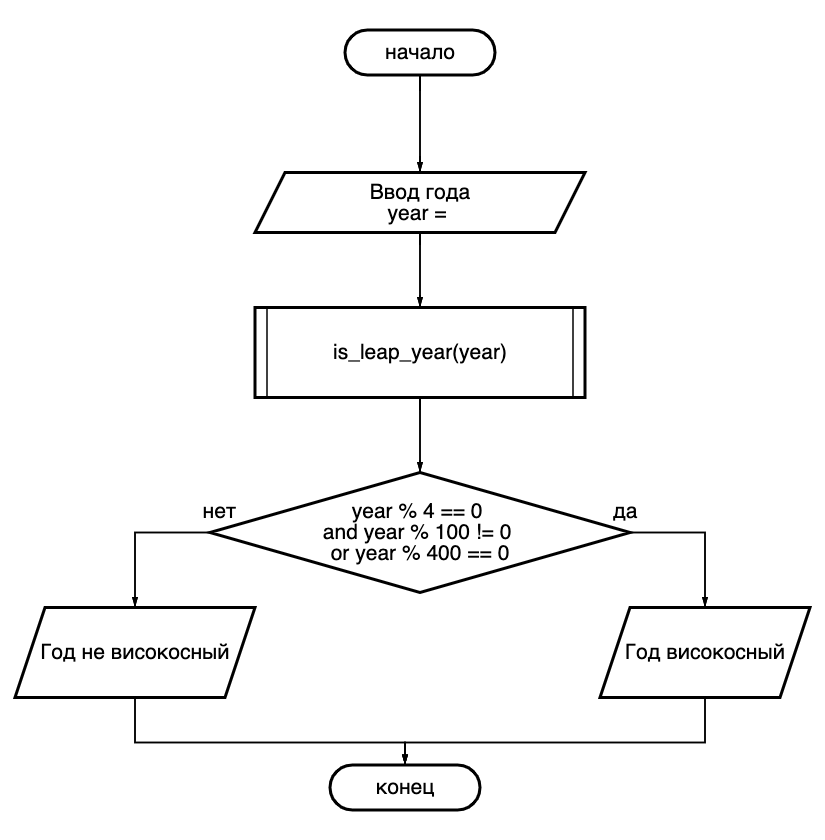 начало
Ввод года
year =
is_leap_year(year)
нет
да
year % 4 == 0
and year % 100 != 0
or year % 400 == 0
Год не високосный
Год високосный
конец